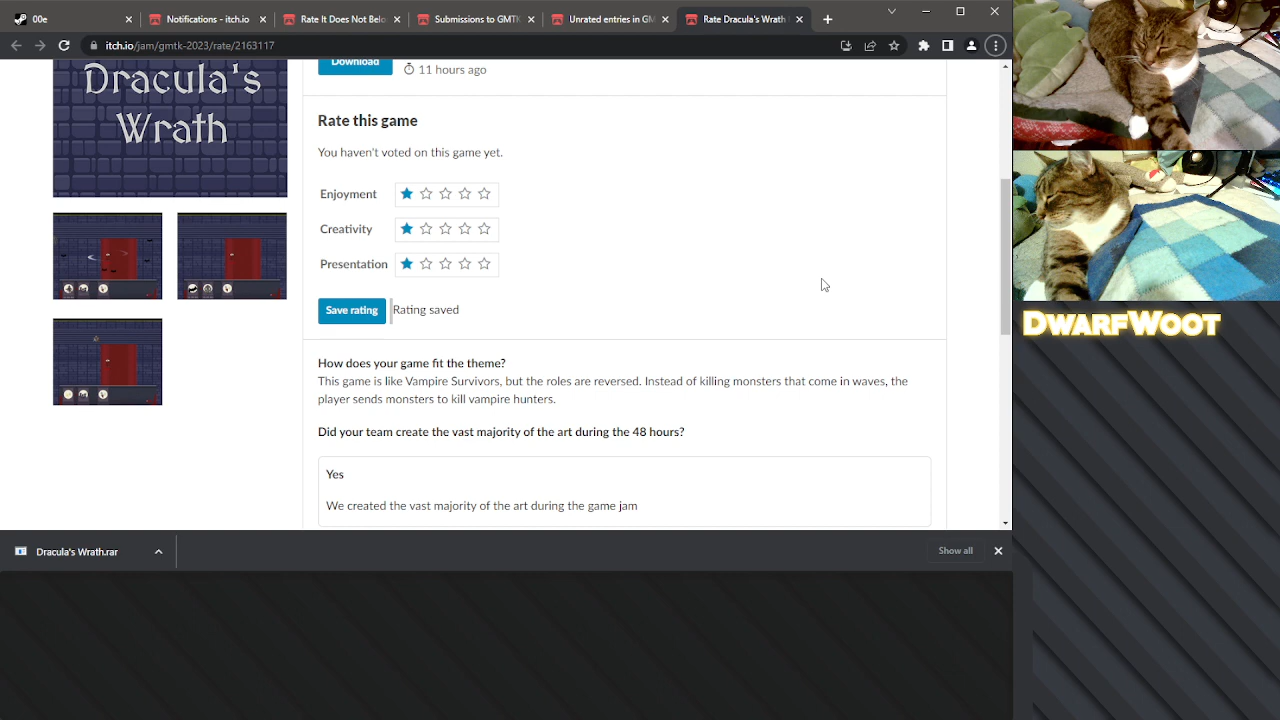 00e
Notifications - itch.io
Rate It Does Not Belo
Submissions to GMTK
Unrated entries in GM
Rate Dracula's Wrath
itch.io/jam/gmtk-2023/rate/2163117
Dracula's
Wrath
Download
11 hours ago
Rate this game
You haven't voted on this game yet.
Enjoyment
Creativity
Presentation
Save rating
Rating saved
How does your game fit the theme?
This game is like Vampire Survivors, but the roles are reversed. Instead of killing monsters that come in waves, the
player sends monsters to kill vampire hunters.
Did your team create the vast majority of the art during the 48 hours?
Yes
We created the vast majority of the art during the game jam
Dracula's Wrath.rar
Show all
DWARFWOOT